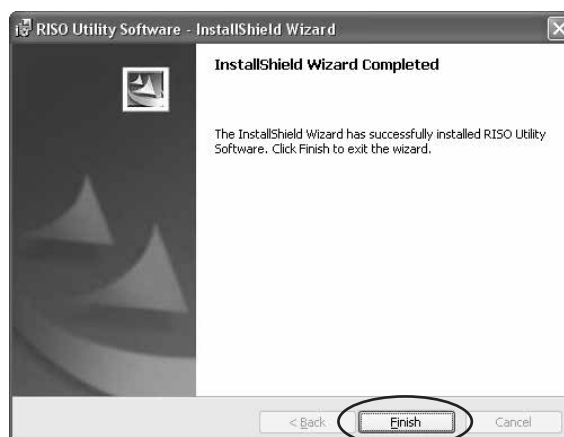 RISO Utility Software - InstallShield Wizard
InstallShield Wizard Completed
The InstallShield Wizard has successfully installed RISO Utility
Software. Click Finish to exit the wizard.
< Back
Finish
Cancel